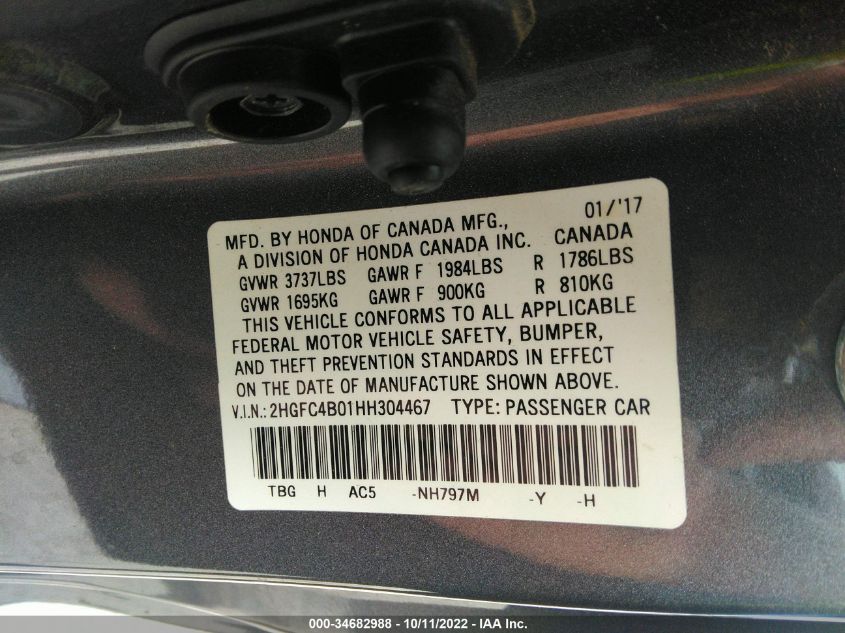 01/'17
MFD. BY HONDA OF CANADA MFG.,
A DIVISION OF HONDA CANADA INC. CANADA
GVWR 3737LBS GAWR F 1984LBS R 1786LBS
GVWR 1695KG GAWR F 900KG R 810KG
THIS VEHICLE CONFORMS TO ALL APPLICABLE
FEDERAL MOTOR VEHICLE SAFETY, BUMPER,
AND THEFT PREVENTION STANDARDS IN EFFECT
ON THE DATE OF MANUFACTURE SHOWN ABOVE.
V.I.N.: 2HGFC4B01HH304467 TYPE: PASSENGER CAR
TBG H AC5 -NH797M -Y -H
000-34682988 - 10/11/2022 - IAA Inc.